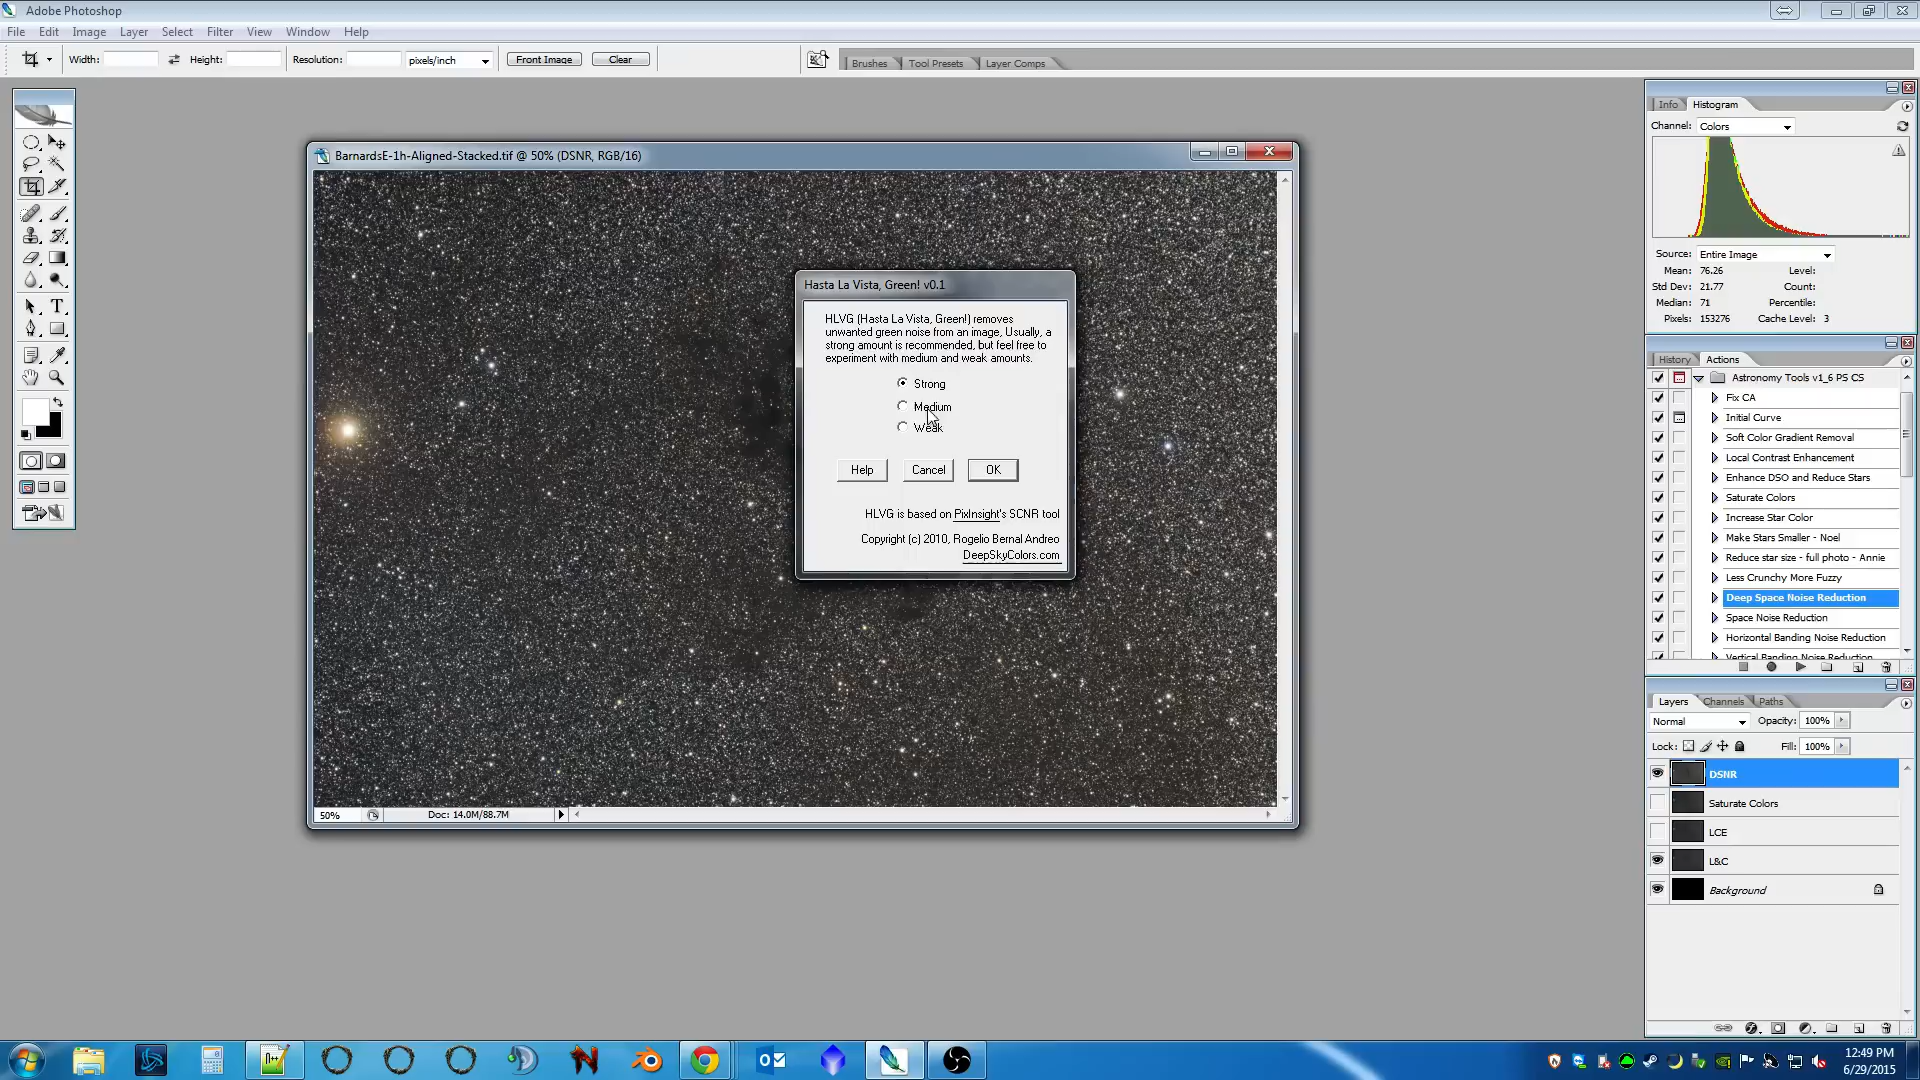 Adobe Photoshop
File Edit Image Layer Select Filter View Window Help
Width: Height: Resolution: pixels/inch Front Image Clear Brushes Tool Presets Layer Comps
BarnardsE-1h-Aligned-Stacked.tif @ 50% (DSNR, RGB/16)
Hasta La Vista, Green! v0.1
HLVG (Hasta La Vista, Green!) removes
unwanted green noise from an image, Usually, a
strong amount is recommended, but feel free to
experiment with medium and weak amounts.
Strong
Medium
Weak
Help Cancel OK
HLVG is based on PixInsight's SCNR tool
Copyright (c) 2010, Rogelio Bernal Andreo
DeepSkyColors.com
50% Doc: 14.0M/88.7M
Info Histogram
Channel: Colors
Source: Entire Image
Mean: 76.26 Level:
Std Dev: 21.77 Count:
Median: 71 Percentile:
Pixels: 153276 Cache Level: 3
History Actions
Astronomy Tools v1_6 PS CS
Fix CA
Initial Curve
Soft Color Gradient Removal
Local Contrast Enhancement
Enhance DSO and Reduce Stars
Saturate Colors
Increase Star Color
Make Stars Smaller - Noel
Reduce star size - full photo - Annie
Less Crunchy More Fuzzy
Deep Space Noise Reduction
Space Noise Reduction
Horizontal Banding Noise Reduction
Vertical Banding Noise Reduction
Layers Channels Paths
Normal Opacity: 100%
Lock: Fill: 100%
DSNR
Saturate Colors
LCE
L&C
Background
12:49 PM
6/29/2015